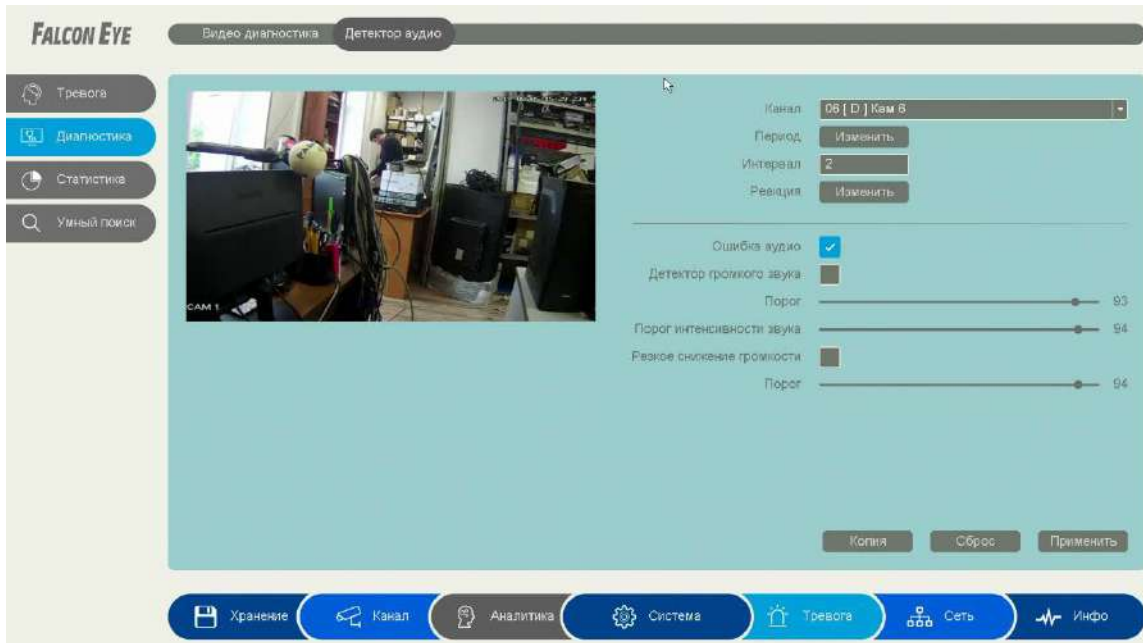 FALCON EYE
Видео диагностика
Детектор аудио
Тревога
Диагностика
Статистика
Умный поиск
CAM 1
Канал
06 [ D ] Кам 6
Период
Изменить
Интервал
2
Реакция
Изменить
Ошибка аудио
Детектор громкого звука
Порог
93
Порог интенсивности звука
94
Резкое снижение громкости
Порог
94
Копия
Сброс
Применить
Хранение
Канал
Аналитика
Система
Тревога
Сеть
Инфо